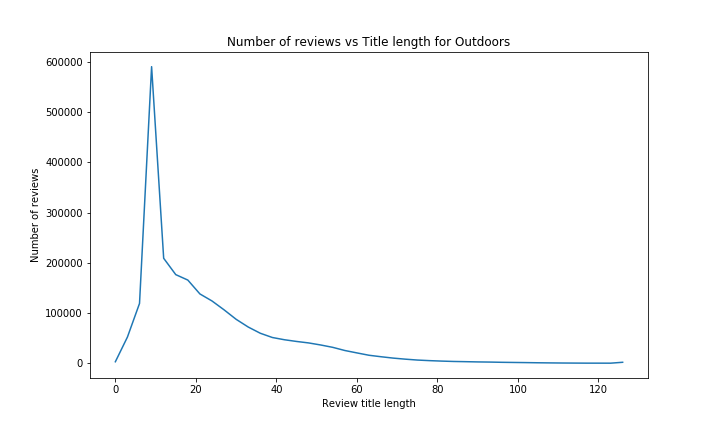 Number of reviews vs Title length for Outdoors
600000
500000
400000
300000
200000
100000
0
Number of reviews
0 20 40 60 80 100 120
Review title length